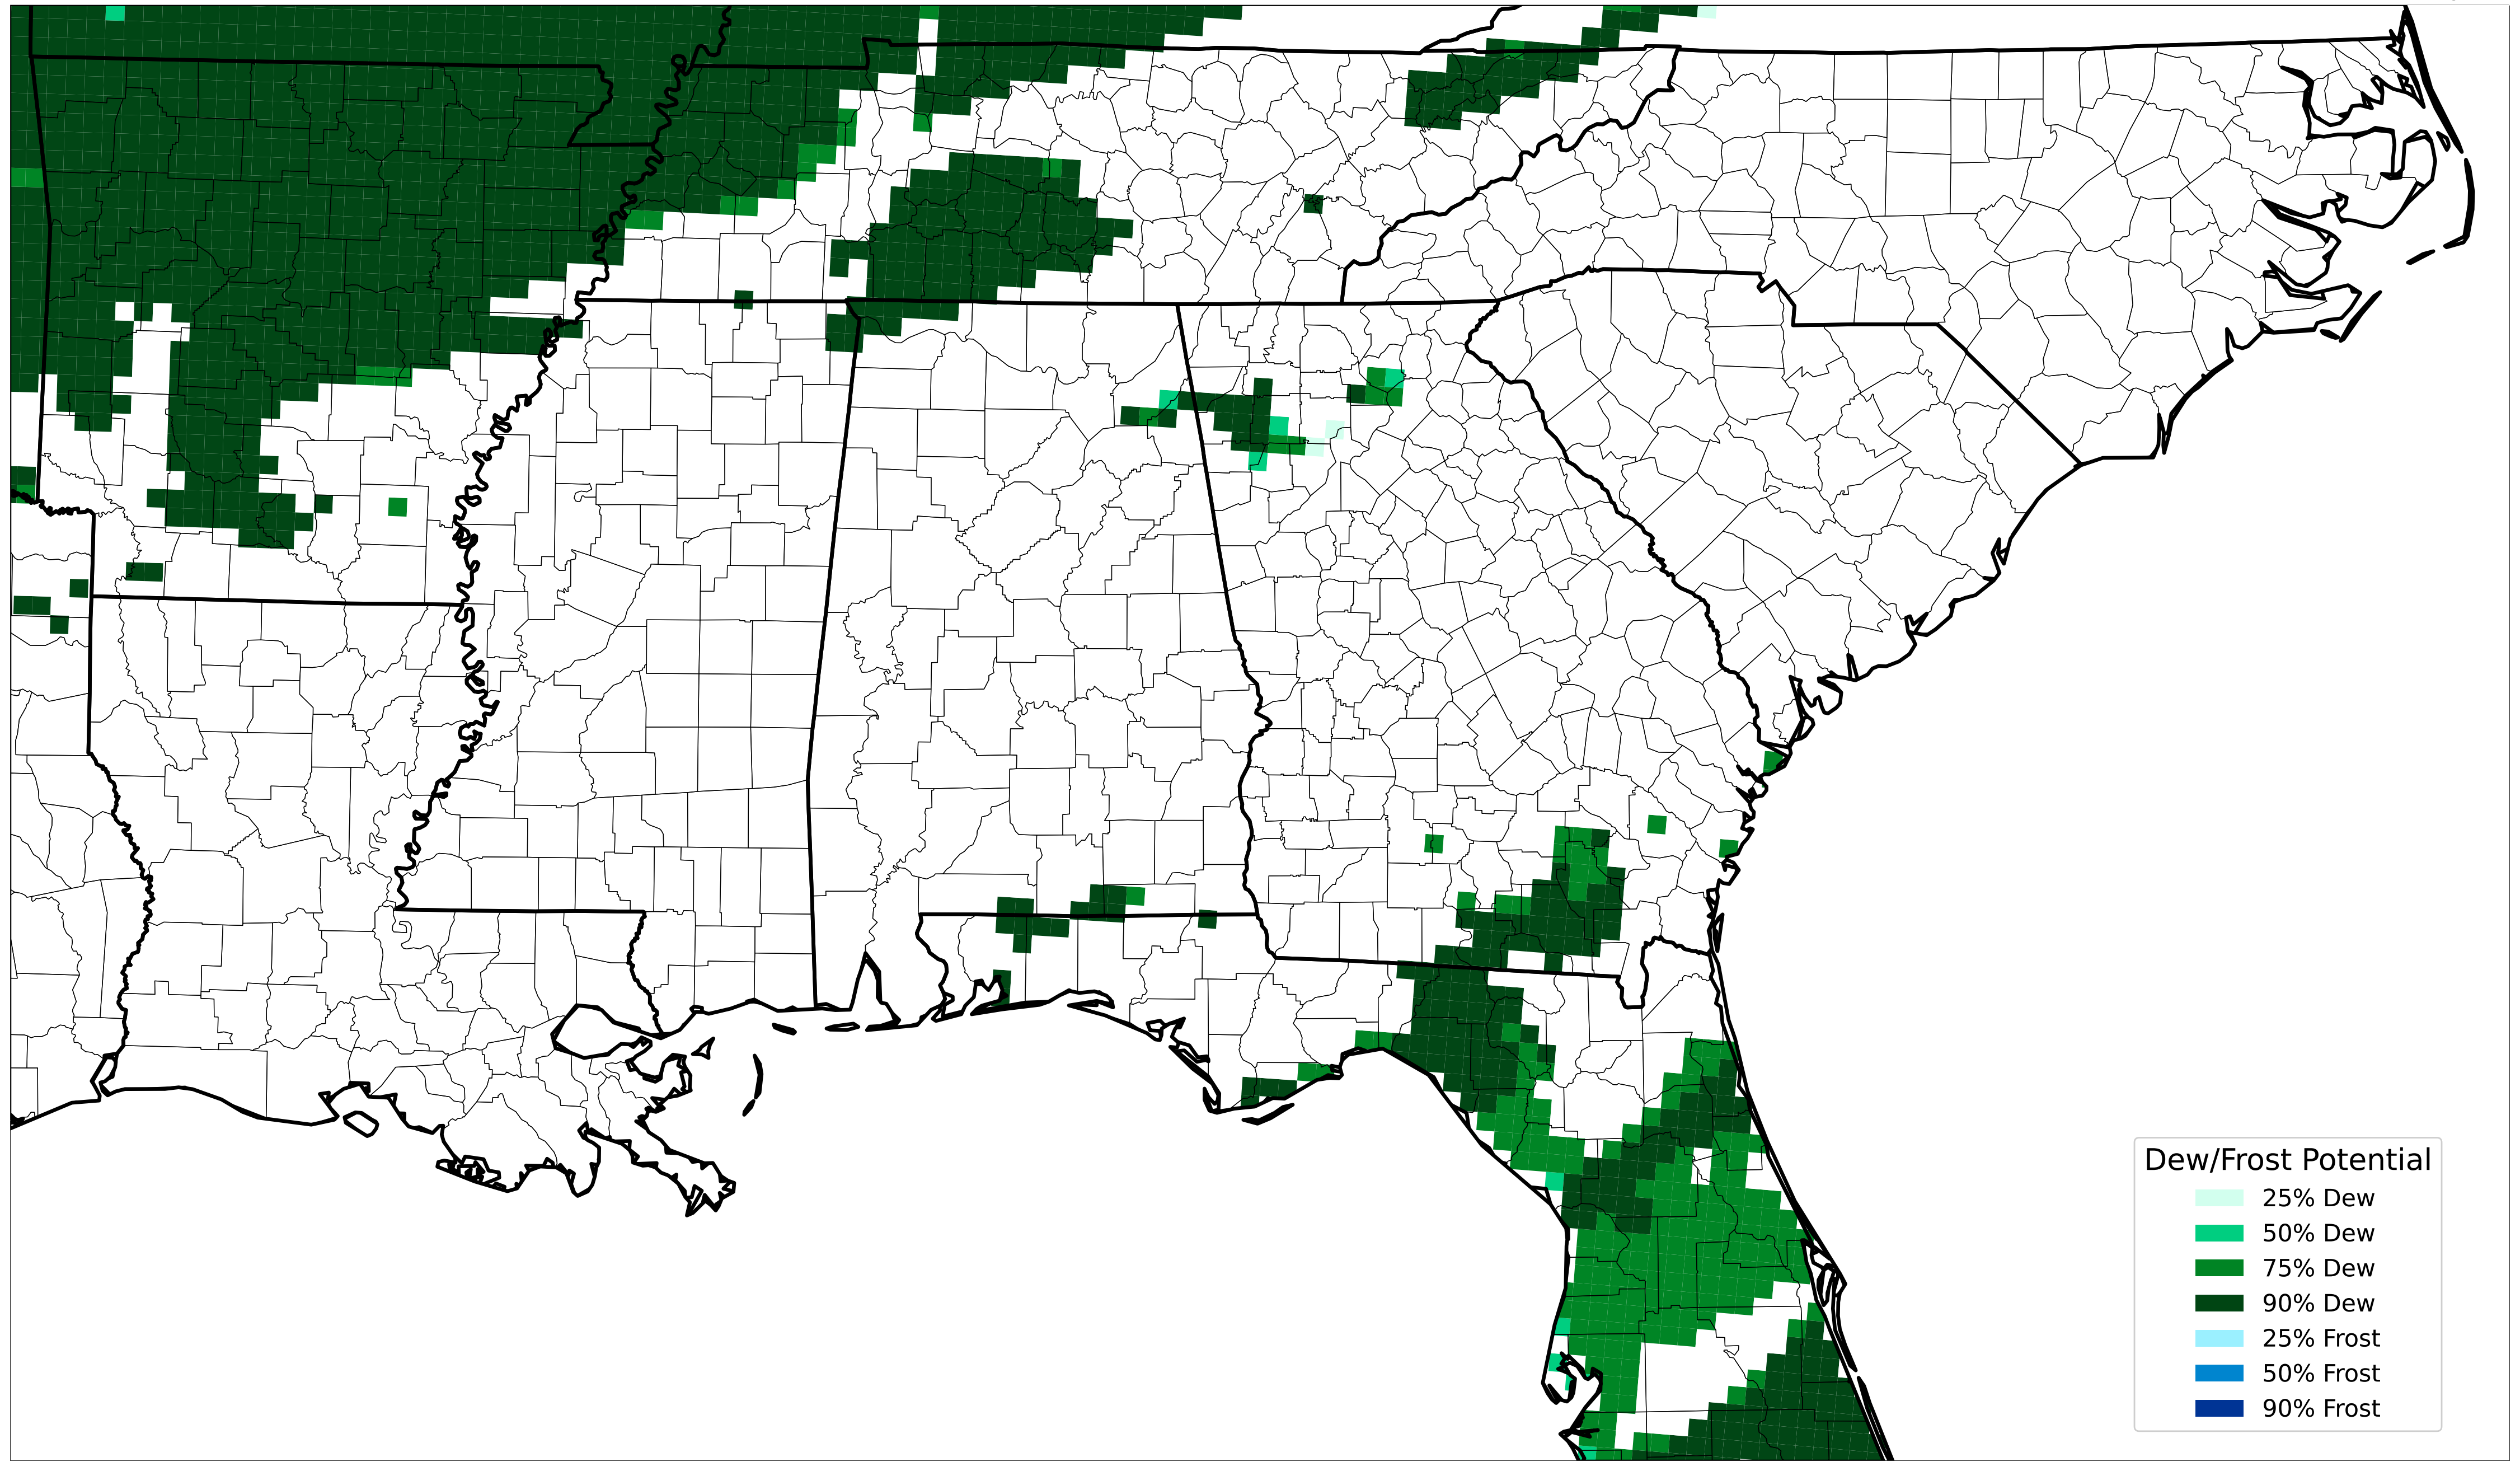 Dew/Frost Potential
25% Dew
50% Dew
75% Dew
90% Dew
25% Frost
50% Frost
90% Frost